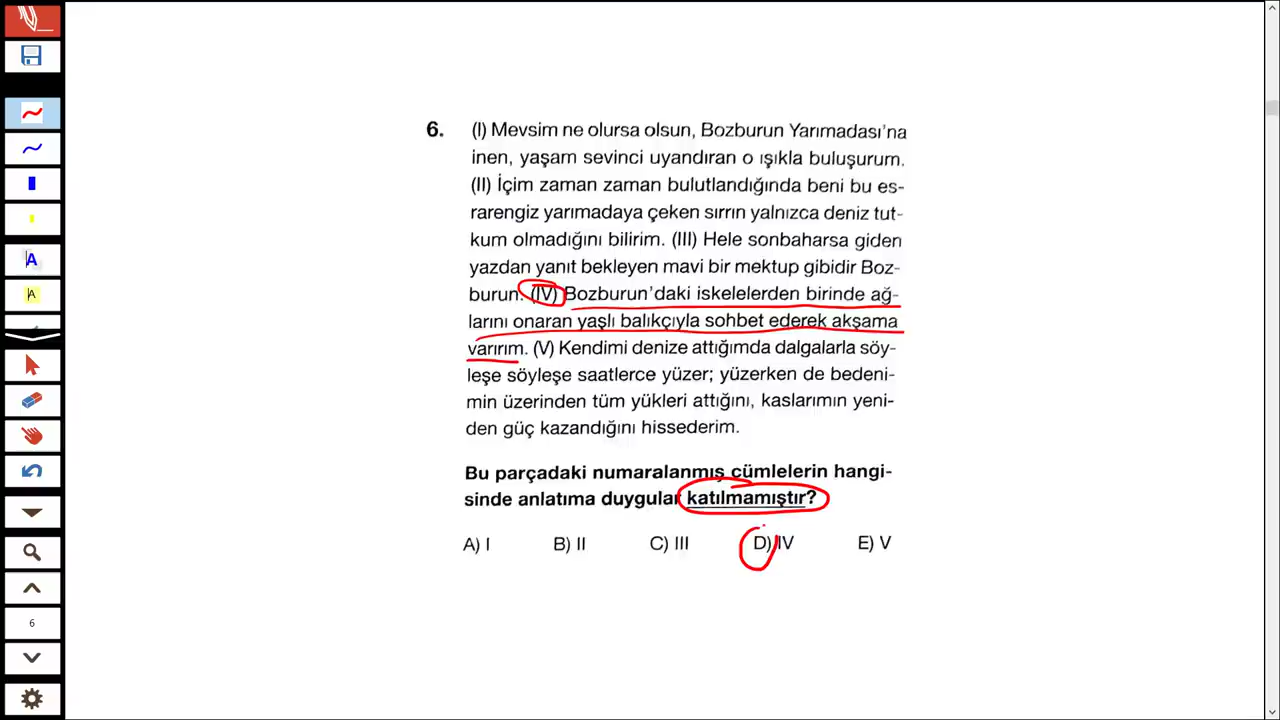 6. (I) Mevsim ne olursa olsun, Bozburun Yarımadası'na
inen, yaşam sevinci uyandıran o ışıkla buluşurum.
(II) İçim zaman zaman bulutlandığında beni bu es-
rarengiz yarımadaya çeken sırrın yalnızca deniz tut-
kum olmadığını bilirim. (III) Hele sonbaharsa giden
yazdan yanıt bekleyen mavi bir mektup gibidir Boz-
burun. (IV) Bozburun'daki iskelelerden birinde ağ-
larını onaran yaşlı balıkçıyla sohbet ederek akşama
varırım. (V) Kendimi denize attığımda dalgalarla söy-
leşe söyleşe saatlerce yüzer; yüzerken de bedeni-
min üzerinden tüm yükleri attığını, kaslarımın yeni-
den güç kazandığını hissederim.
Bu parçadaki numaralanmış cümlelerin hangi-
sinde anlatıma duygular katılmamıştır?
A) I B) II C) III D) IV E) V
A
A
6